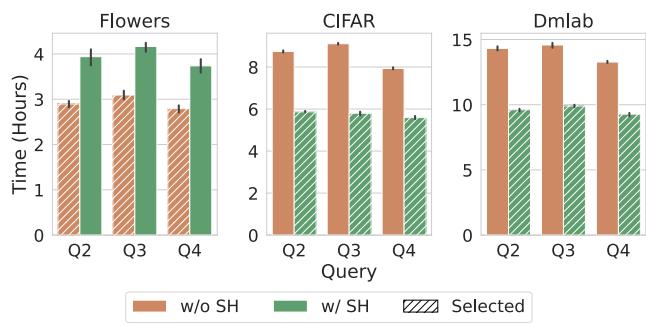 Flowers
CIFAR
Dmlab
Time (Hours)
4
3
2
1
0
Q2 Q3 Q4
8
6
4
2
0
Q2 Q3 Q4
15
10
5
0
Q2 Q3 Q4
Query
w/o SH
w/ SH
Selected